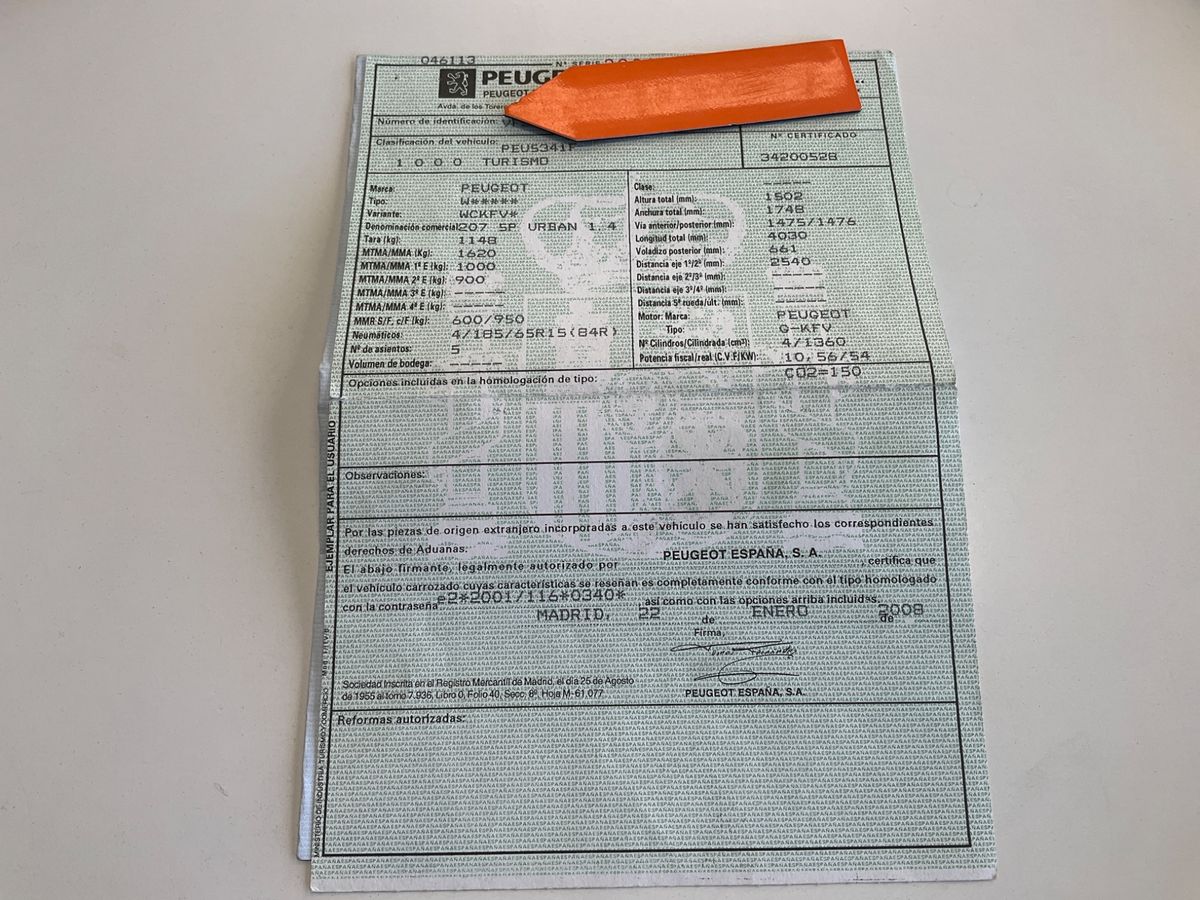 046113 Nº SERIE
PEUGE
PEUGEOT
Avda. de los
Número de identificación:
Clasificación del vehículo: PEU5341F
1 0 0 0 TURISMO
Nº CERTIFICADO
34200528
Marca: PEUGEOT
Tipo: W*****
Variante: WCKFV*
Denominación comercial: 207 5P URBAN 1.4
Tara (kg): 1148
MTMA/MMA (Kg): 1620
MTMA/MMA 1º E (kg): 1000
MTMA/MMA 2º E (kg): 900
MTMA/MMA 3º E (kg): -----
MTMA/MMA 4º E (kg): -----
MMR S/F, c/F (kg): 600/950
Neumáticos: 4/185/65R15(84R)
Nº de asientos: 5
Volumen de bodega: -----
Clase: -----
Altura total (mm): 1502
Anchura total (mm): 1748
Via anterior/posterior (mm): 1475/1476
Longitud total (mm): 4030
Voladizo posterior (mm): 661
Distancia eje 1º/2º (mm): 2540
Distancia eje 2º/3º (mm): -----
Distancia eje 3º/4º (mm): -----
Distancia 5ª rueda/últ. (mm): -----
Motor: Marca: PEUGEOT
Tipo: G-KFV
Nº Cilindros/Cilindrada (cm³): 4/1360
Potencia fiscal/real (C.V.F/KW): 10,56/54
CO2=150
Opciones incluidas en la homologación de tipo:
Observaciones:
Por las piezas de origen extranjero incorporadas a este vehículo se han satisfecho los correspondientes
derechos de Aduanas.
El abajo firmante, legalmente autorizado por PEUGEOT ESPAÑA, S. A. , certifica que
el vehículo carrozado cuyas características se reseñan es completamente conforme con el tipo homologado
con la contraseña e2*2001/116*0340* así como con las opciones arriba incluidas.
MADRID, 22 de ENERO de 2008
Firma,
Sociedad Inscrita en el Registro Mercantil de Madrid, el día 25 de Agosto
de 1955 al tomo 7.936, Libro 0, Folio 40, Secc. 8ª. Hoja M- 61.077
PEUGEOT ESPAÑA, S.A.
Reformas autorizadas:
EJEMPLAR PARA EL USUARIO
MINISTERIO DE INDUSTRIA, TURISMO Y COMERCIO